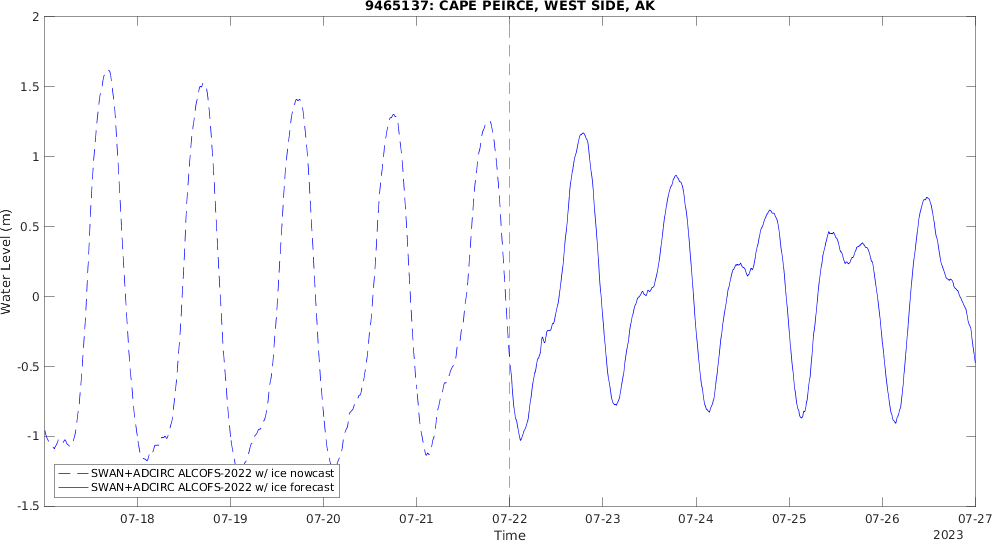 9465137: CAPE PEIRCE, WEST SIDE, AK
2
1.5
1
0.5
0
-0.5
-1
-1.5
Water Level (m)
SWAN+ADCIRC ALCOFS-2022 w/ ice nowcast
SWAN+ADCIRC ALCOFS-2022 w/ ice forecast
07-18 07-19 07-20 07-21 07-22 07-23 07-24 07-25 07-26 07-27
Time
2023